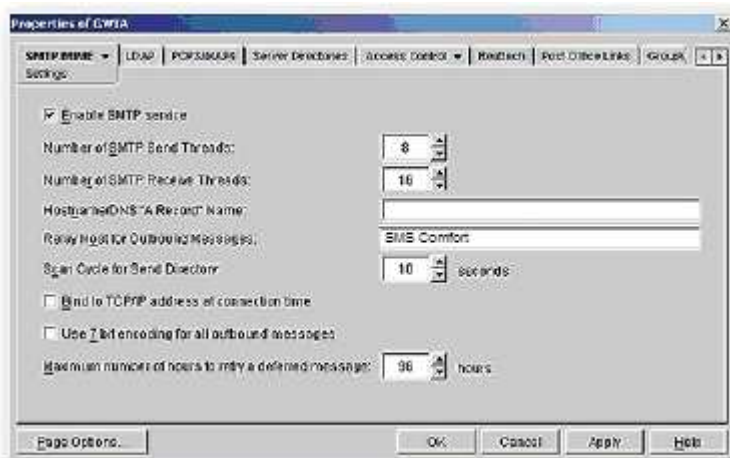 Properties of GWIA
SMTP/MIME LDAP POP3/IMAP4 Server Directories Access Control Reattach Post Office Links Groups
Settings
Enable SMTP service
Number of SMTP Send Threads: 8
Number of SMTP Receive Threads: 16
Hostname/DNS "A Record" Name:
Relay Host for Outbound Messages: SMS Comfort
Scan Cycle for Send Directory: 10 seconds
Bind to TCP/IP address at connection time
Use 7 bit encoding for all outbound messages
Maximum number of hours to retry a deferred message: 96 hours
Page Options... OK Cancel Apply Help